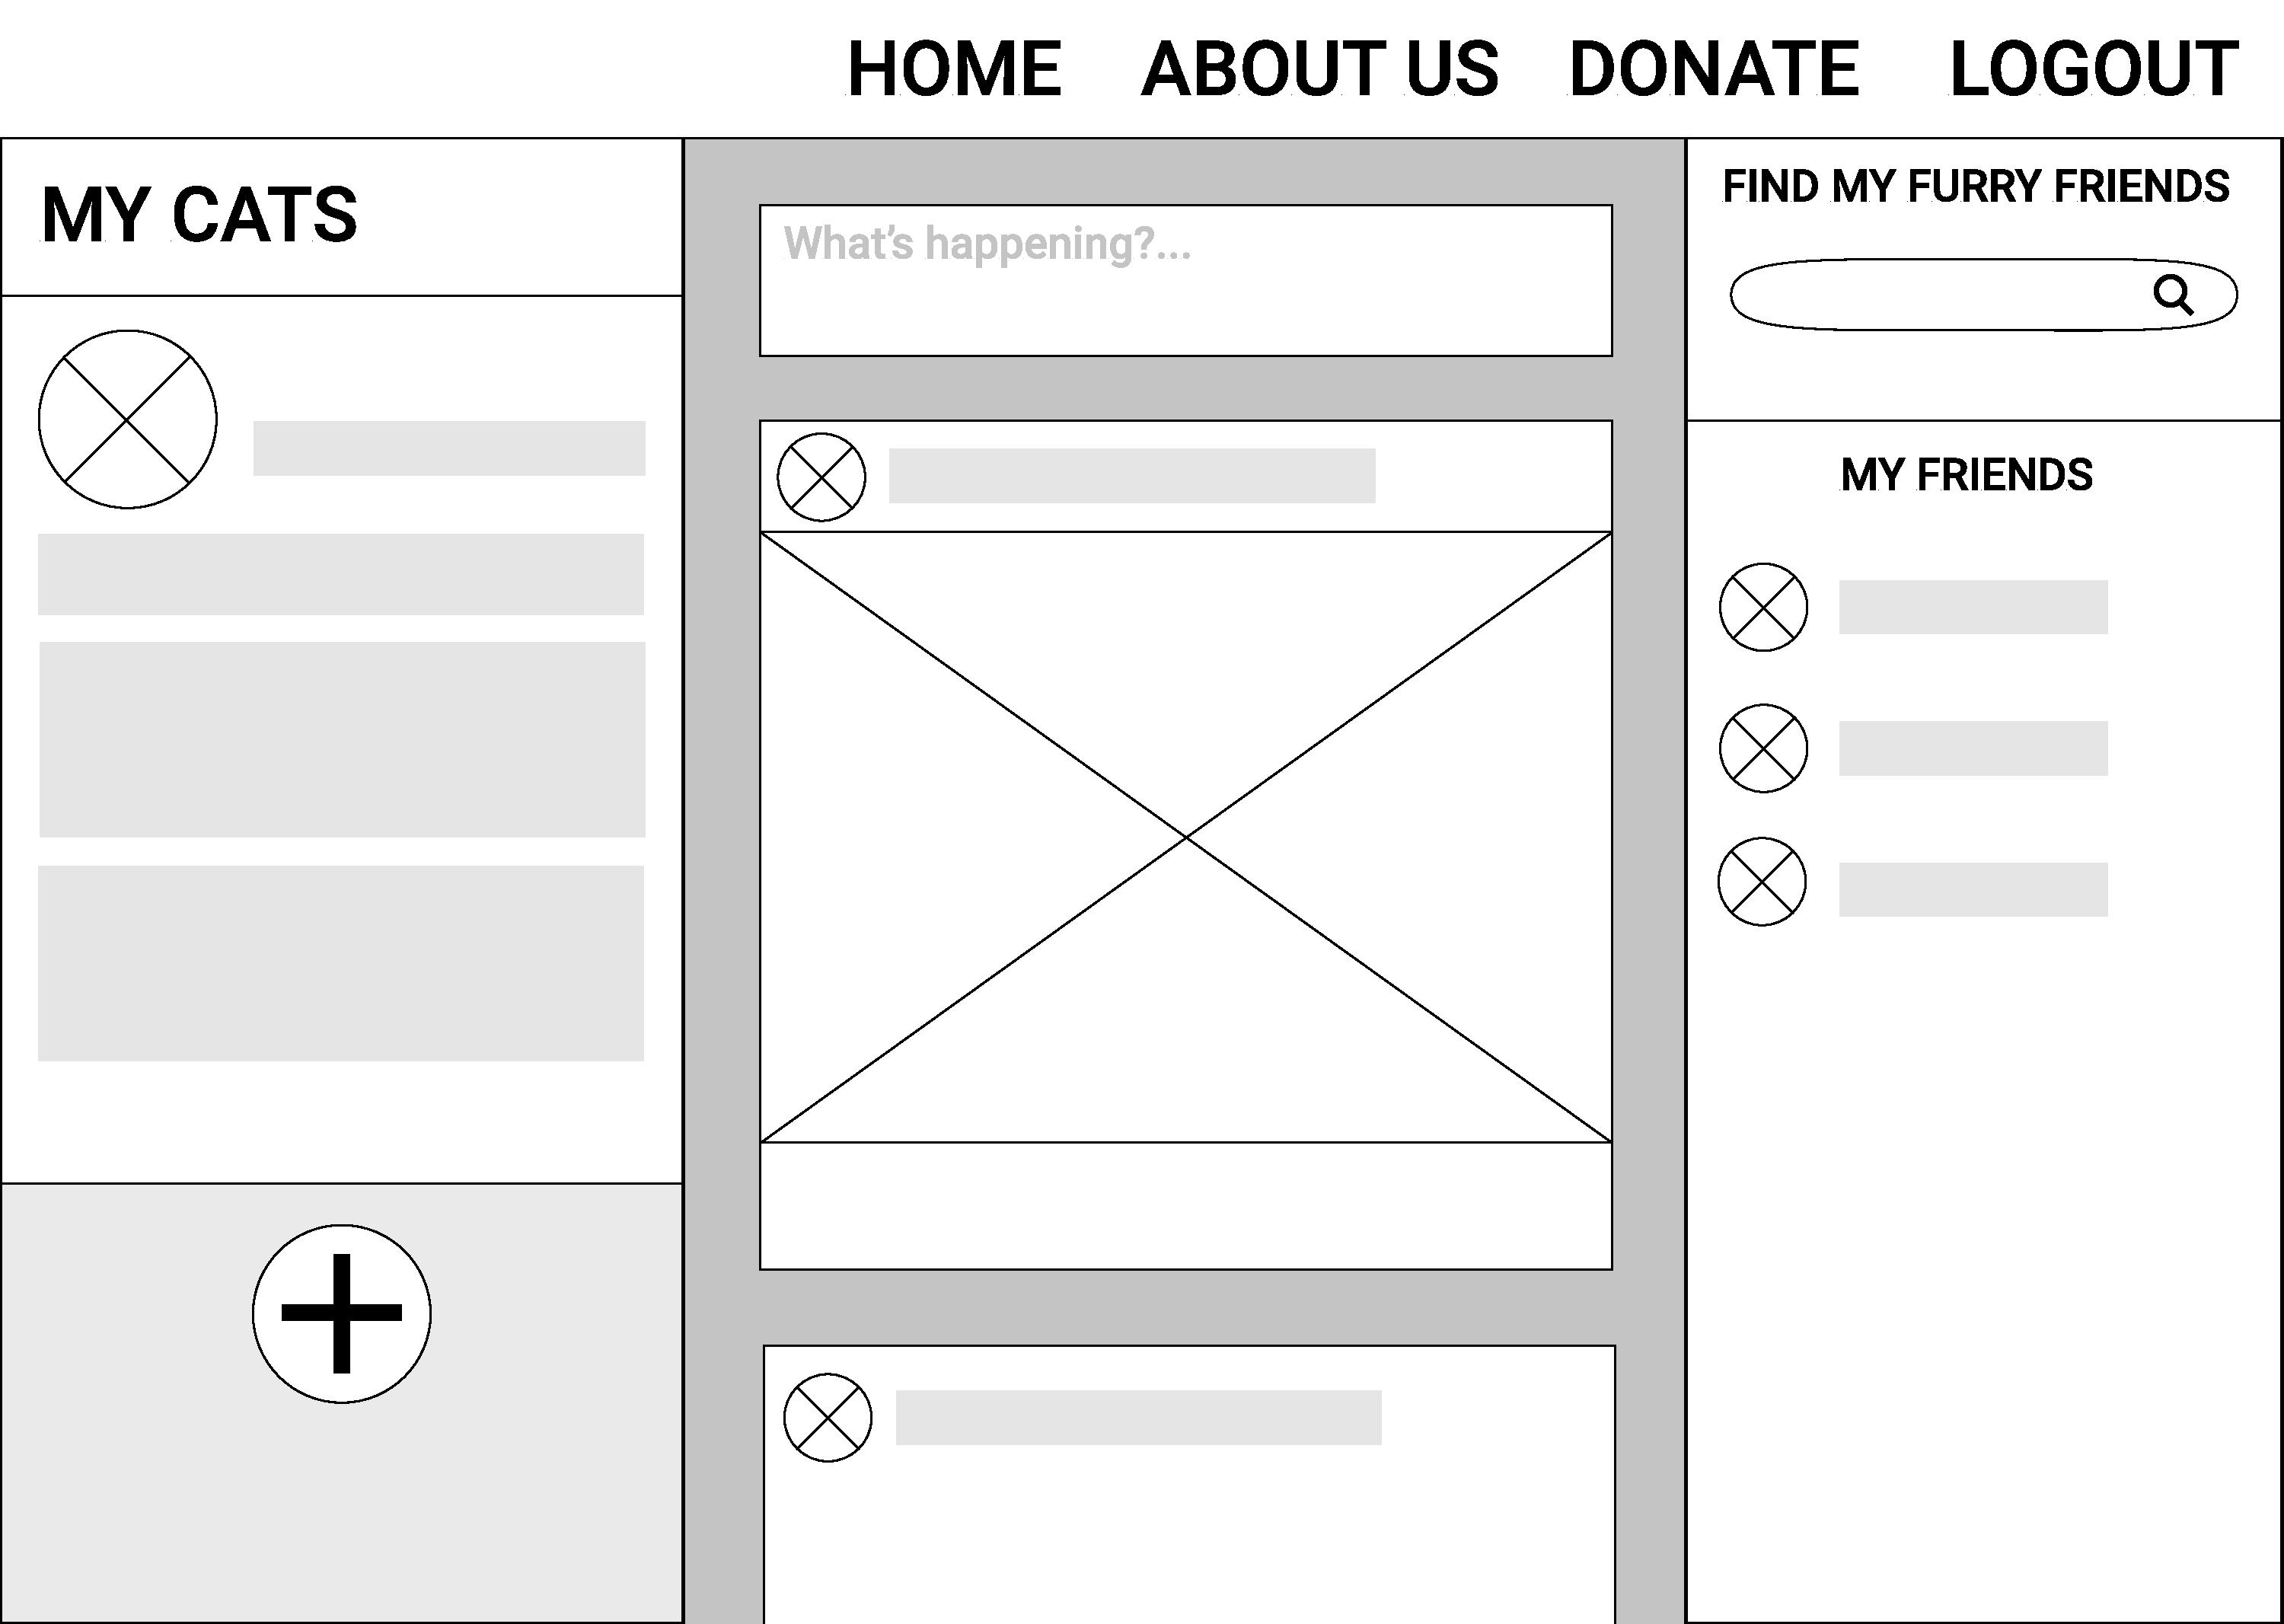 HOME ABOUT US DONATE LOGOUT
MY CATS
What's happening?...
FIND MY FURRY FRIENDS
MY FRIENDS